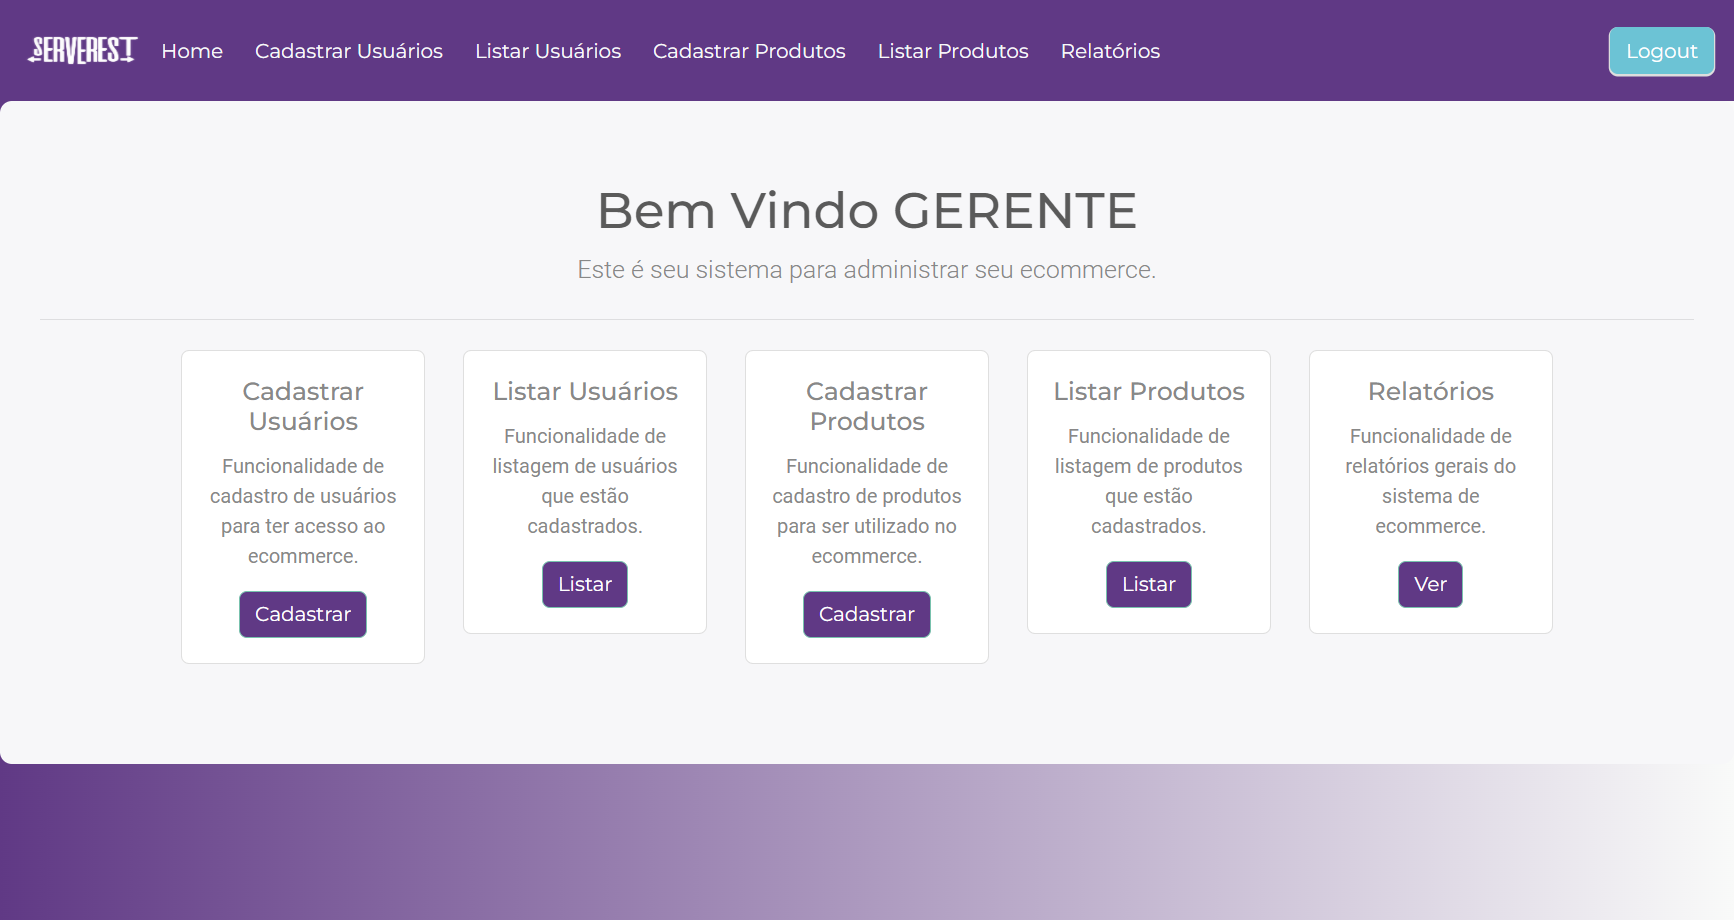 SERVEREST Home Cadastrar Usuários Listar Usuários Cadastrar Produtos Listar Produtos Relatórios Logout
Bem Vindo GERENTE
Este é seu sistema para administrar seu ecommerce.
Cadastrar
Usuários
Funcionalidade de
cadastro de usuários
para ter acesso ao
ecommerce.
Cadastrar
Listar Usuários
Funcionalidade de
listagem de usuários
que estão
cadastrados.
Listar
Cadastrar
Produtos
Funcionalidade de
cadastro de produtos
para ser utilizado no
ecommerce.
Cadastrar
Listar Produtos
Funcionalidade de
listagem de produtos
que estão
cadastrados.
Listar
Relatórios
Funcionalidade de
relatórios gerais do
sistema de
ecommerce.
Ver